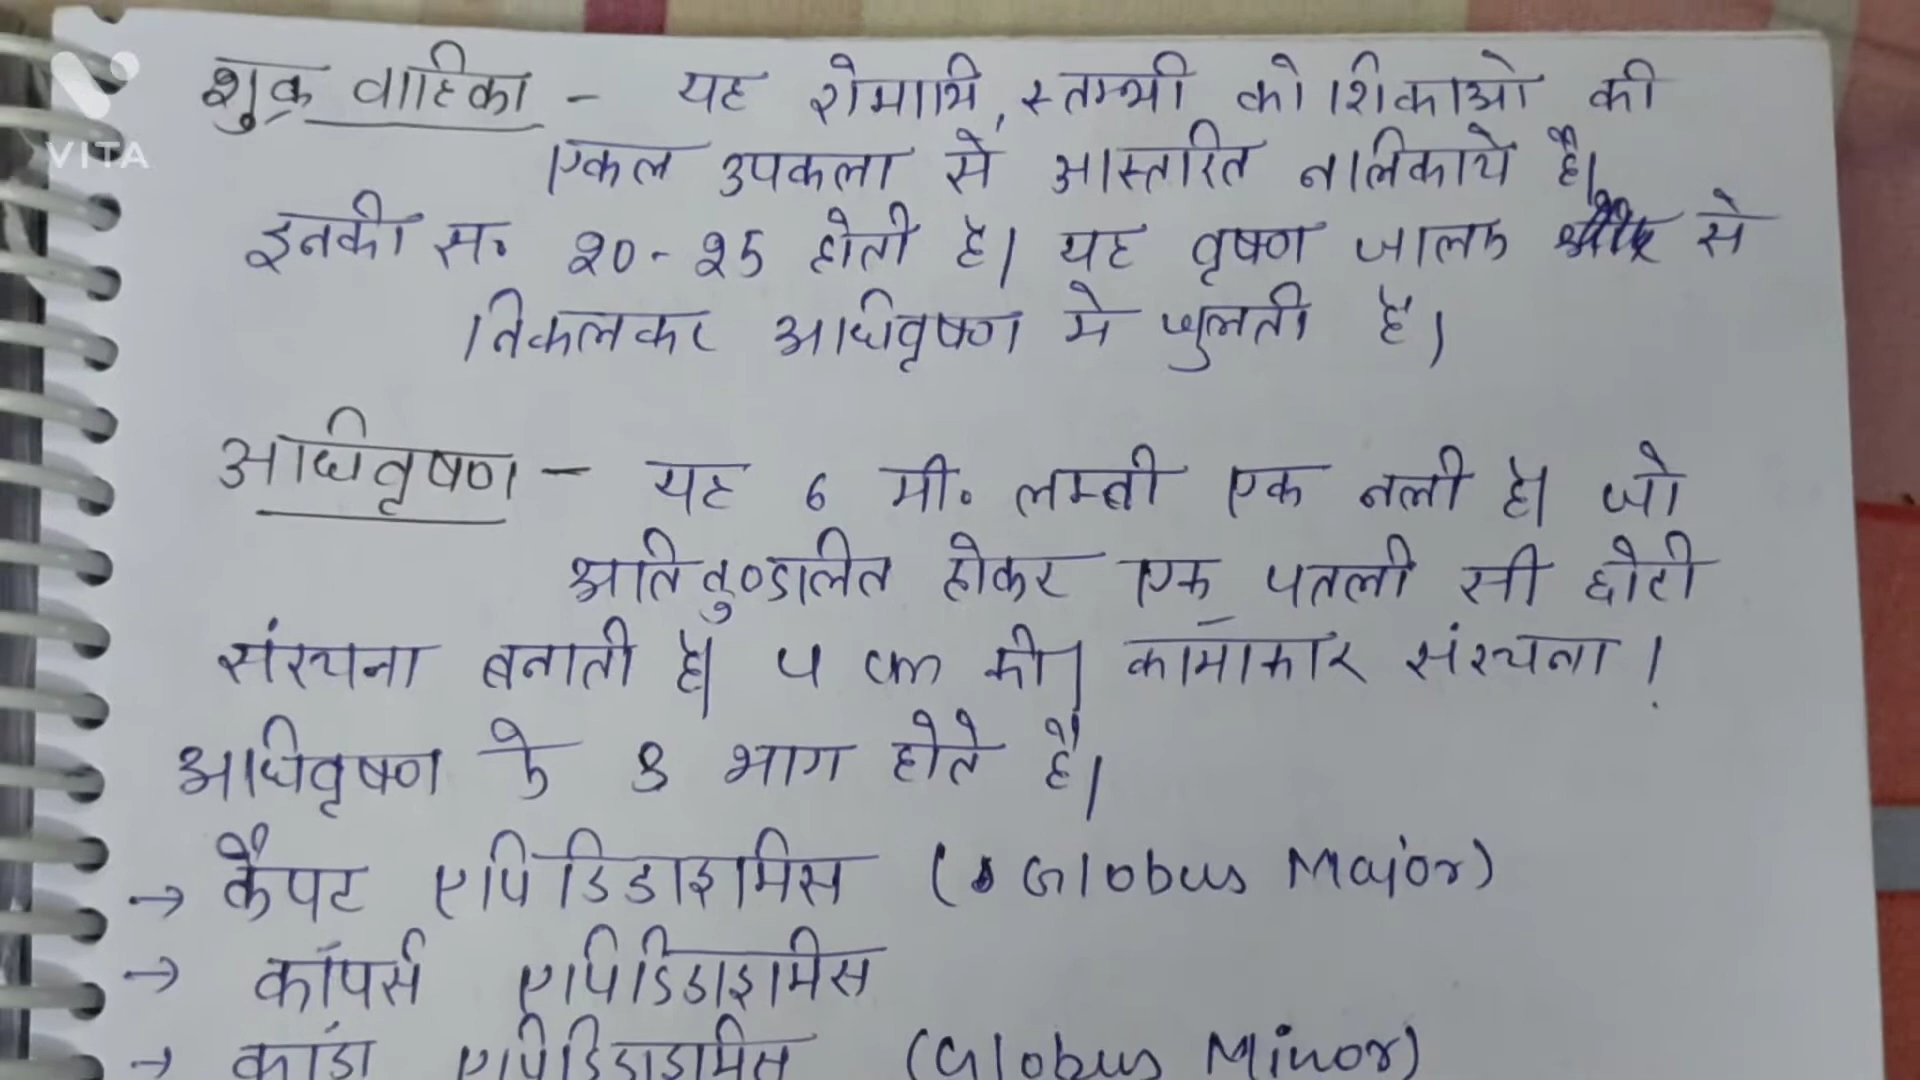 VITA
शुक्र वाहिका - यह रोमाभि, स्तम्भी कोशिकाओ की
एकल उपकला से आस्तरित नालिकाये है।
इनकी स. 20-25 होती है। यह वृषण जालक से
निकलकर अधिवृषण मे खुलती है।
अधिवृषण - यह 6 मी. लम्बी एक नली है। जो
अतिकुण्डलित होकर एक पतली सी छोटी
संरचना बनाती है। 4 cm की। कॉमाकार संरचना।
अधिवृषण के 3 भाग होते है।
→ कैपट एपिडिडाइमिस (Globus Major)
→ कॉपर्स एपिडिडाइमिस
→ कांडा एपिडिडाइमिस (Globus Minor)